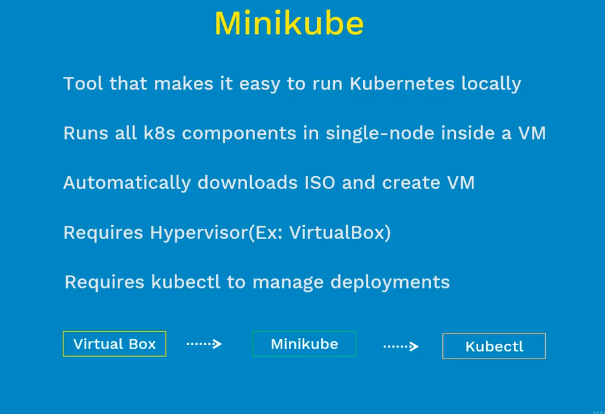 Minikube
Tool that makes it easy to run Kubernetes locally
Runs all k8s components in single-node inside a VM
Automatically downloads ISO and create VM
Requires Hypervisor(Ex: VirtualBox)
Requires kubectl to manage deployments
Virtual Box
Minikube
Kubectl